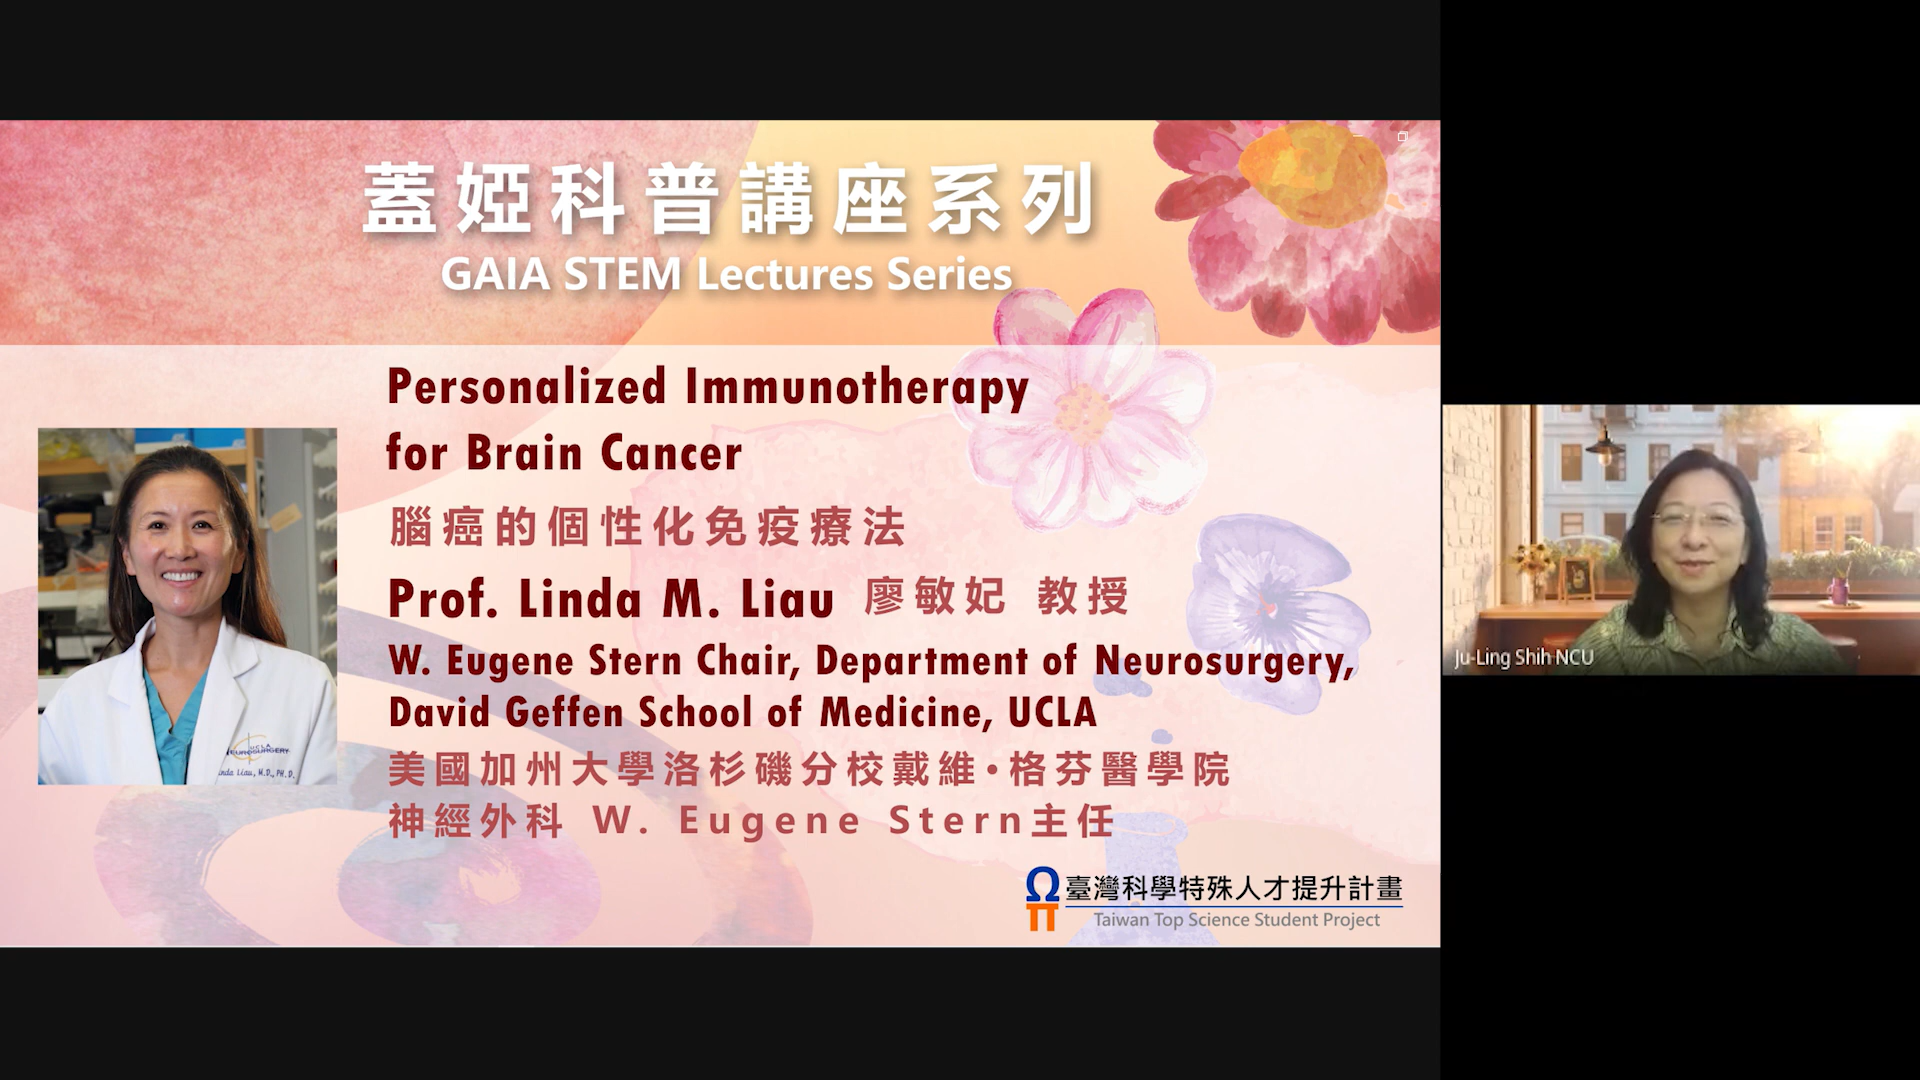 蓋婭科普講座系列
GAIA STEM Lectures Series
Personalized Immunotherapy
for Brain Cancer
腦癌的個性化免疫療法
Prof. Linda M. Liau 廖敏妃 教授
W. Eugene Stern Chair, Department of Neurosurgery,
David Geffen School of Medicine, UCLA
美國加州大學洛杉磯分校戴維•格芬醫學院
神經外科 W. Eugene Stern主任
UCLA
NEUROSURGERY
Linda Liau, M.D., PH.D.
臺灣科學特殊人才提升計畫
Taiwan Top Science Student Project
Ju-Ling Shih NCU